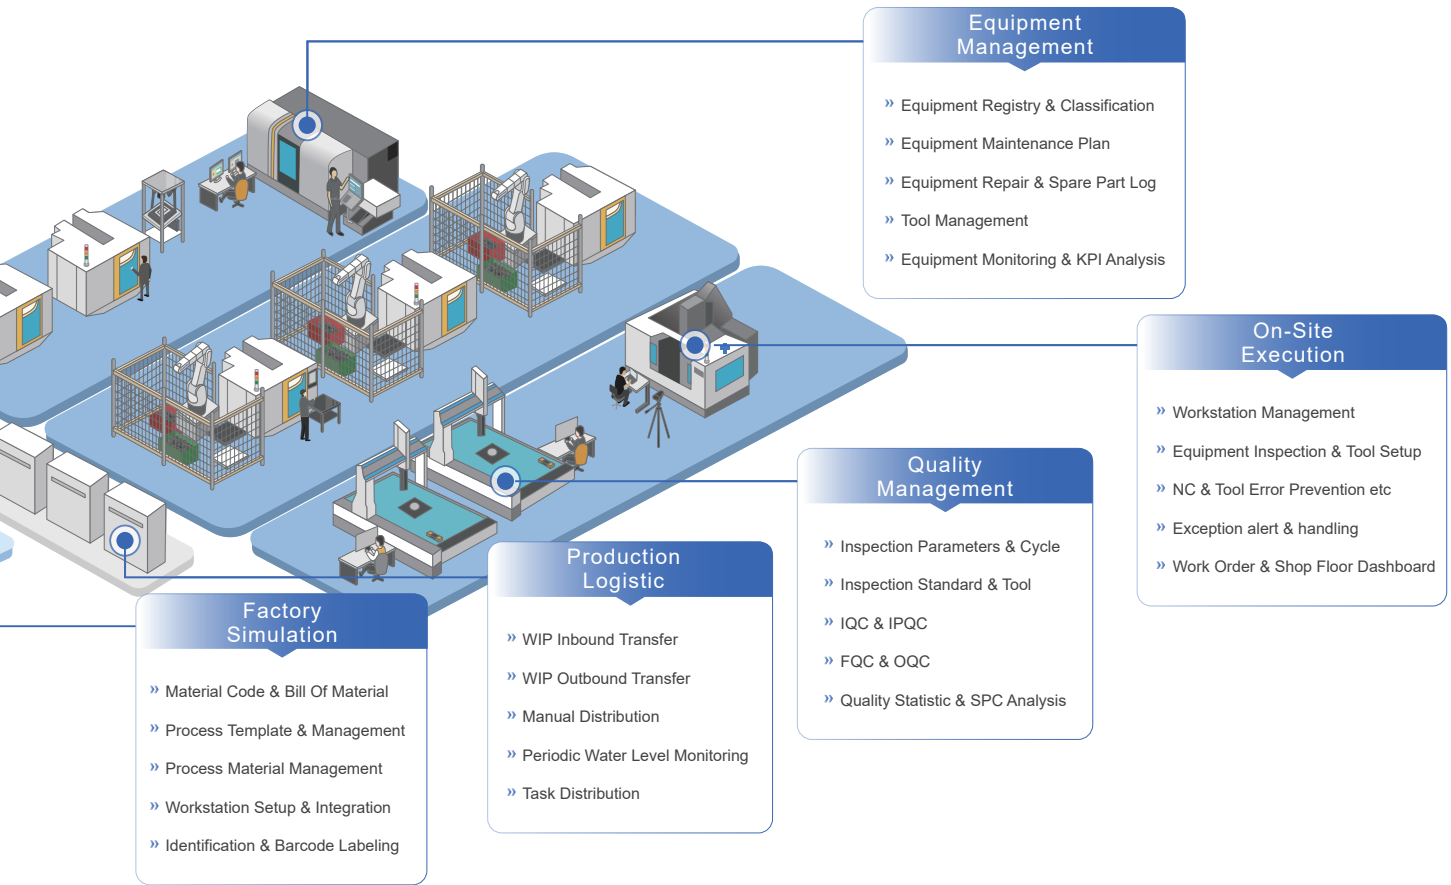 Equipment
Management
» Equipment Registry & Classification
» Equipment Maintenance Plan
» Equipment Repair & Spare Part Log
» Tool Management
» Equipment Monitoring & KPI Analysis
On-Site
Execution
» Workstation Management
» Equipment Inspection & Tool Setup
» NC & Tool Error Prevention etc
» Exception alert & handling
» Work Order & Shop Floor Dashboard
Quality
Management
» Inspection Parameters & Cycle
» Inspection Standard & Tool
» IQC & IPQC
» FQC & OQC
» Quality Statistic & SPC Analysis
Production
Logistic
» WIP Inbound Transfer
» WIP Outbound Transfer
» Manual Distribution
» Periodic Water Level Monitoring
» Task Distribution
Factory
Simulation
» Material Code & Bill Of Material
» Process Template & Management
» Process Material Management
» Workstation Setup & Integration
» Identification & Barcode Labeling